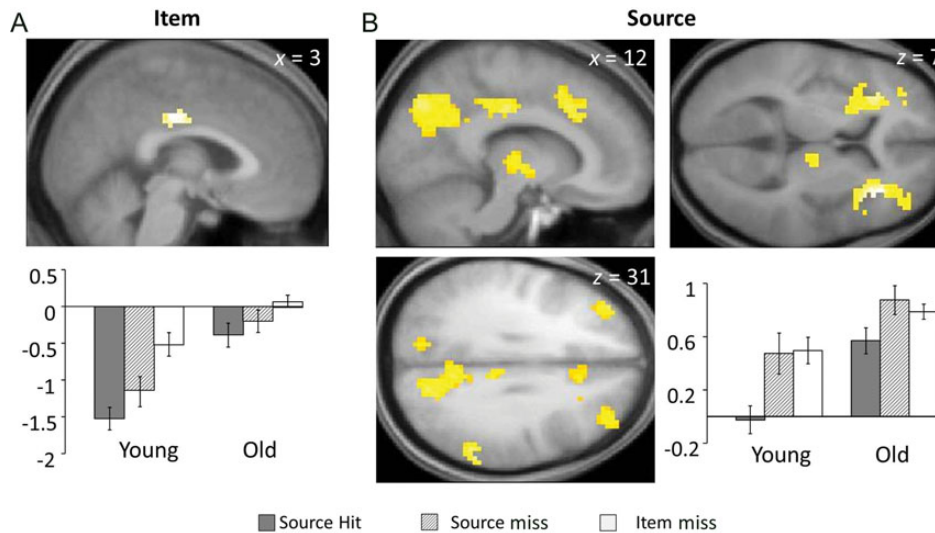 A
Item
x = 3
B
Source
x = 12
z = 7
z = 31
0.5
0
-0.5
-1
-1.5
-2
Young
Old
1
0.6
0.2
-0.2
Young
Old
Source Hit
Source miss
Item miss